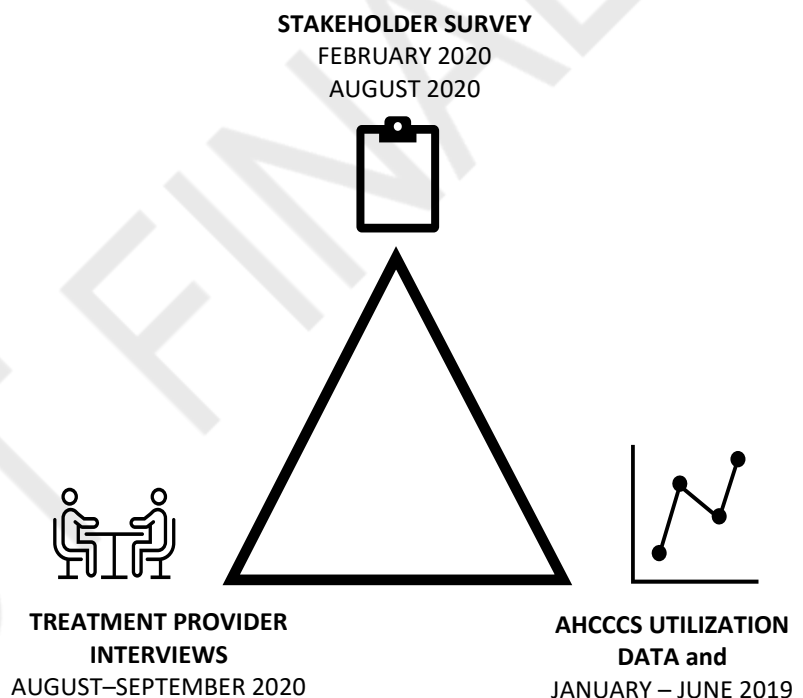 STAKEHOLDER SURVEY
FEBRUARY 2020
AUGUST 2020
TREATMENT PROVIDER
INTERVIEWS
AUGUST–SEPTEMBER 2020
AHCCCS UTILIZATION
DATA and
JANUARY – JUNE 2019